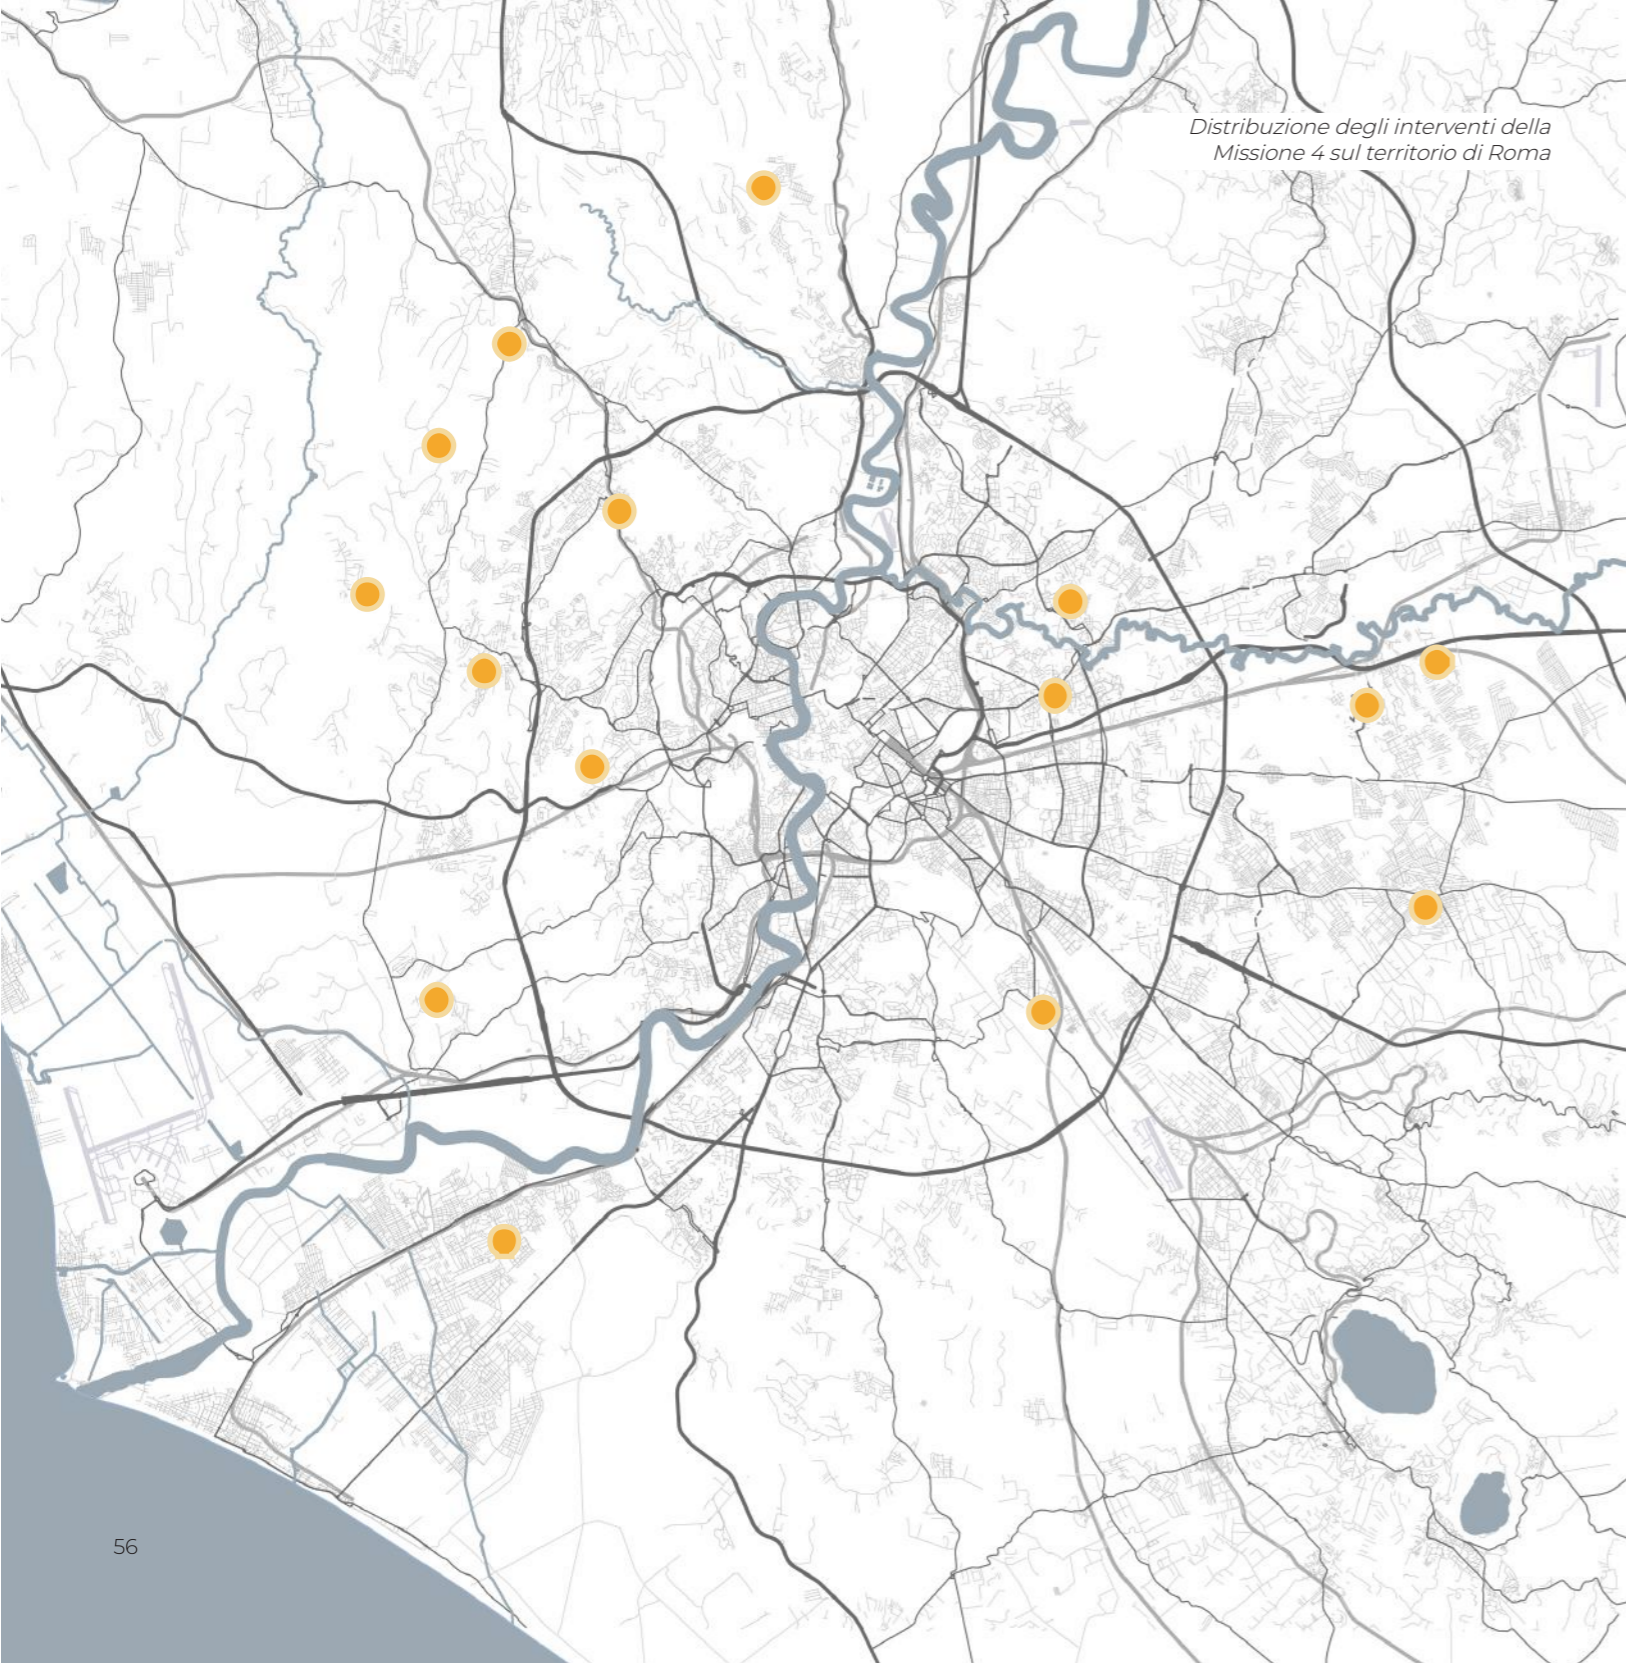 Distribuzione degli interventi della
Missione 4 sul territorio di Roma
56